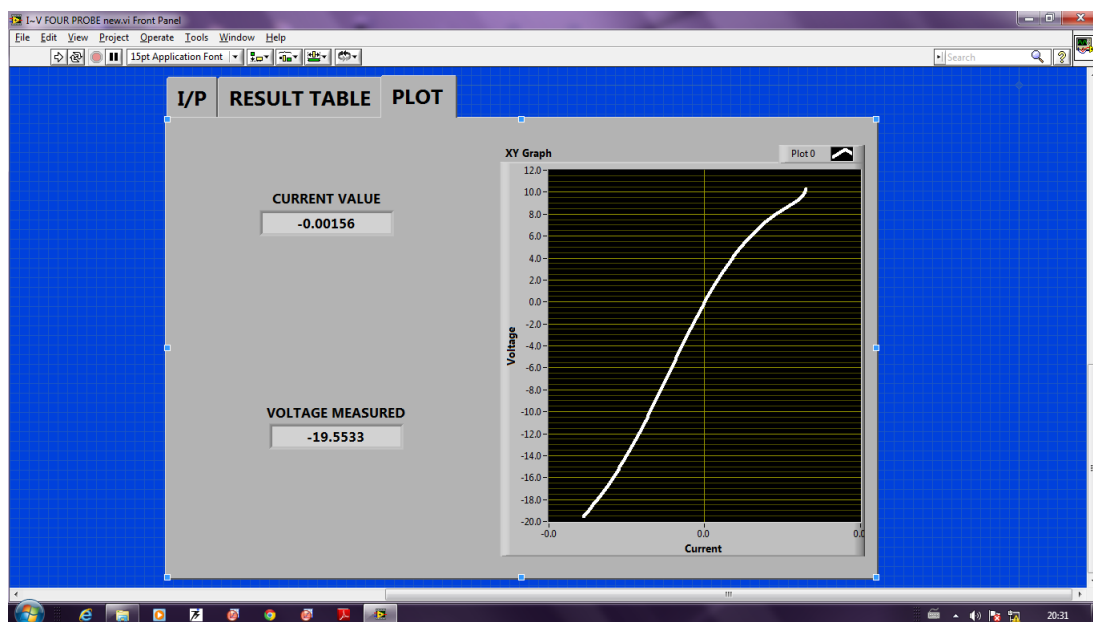 I-V FOUR PROBE new.vi Front Panel
File Edit View Project Operate Tools Window Help
15pt Application Font
Search
I/P RESULT TABLE PLOT
XY Graph
Plot 0
CURRENT VALUE
-0.00156
VOLTAGE MEASURED
-19.5533
Voltage
12.0
10.0
8.0
6.0
4.0
2.0
0.0
-2.0
-4.0
-6.0
-8.0
-10.0
-12.0
-14.0
-16.0
-18.0
-20.0
-0.0 0.0 0.0
Current
20:31